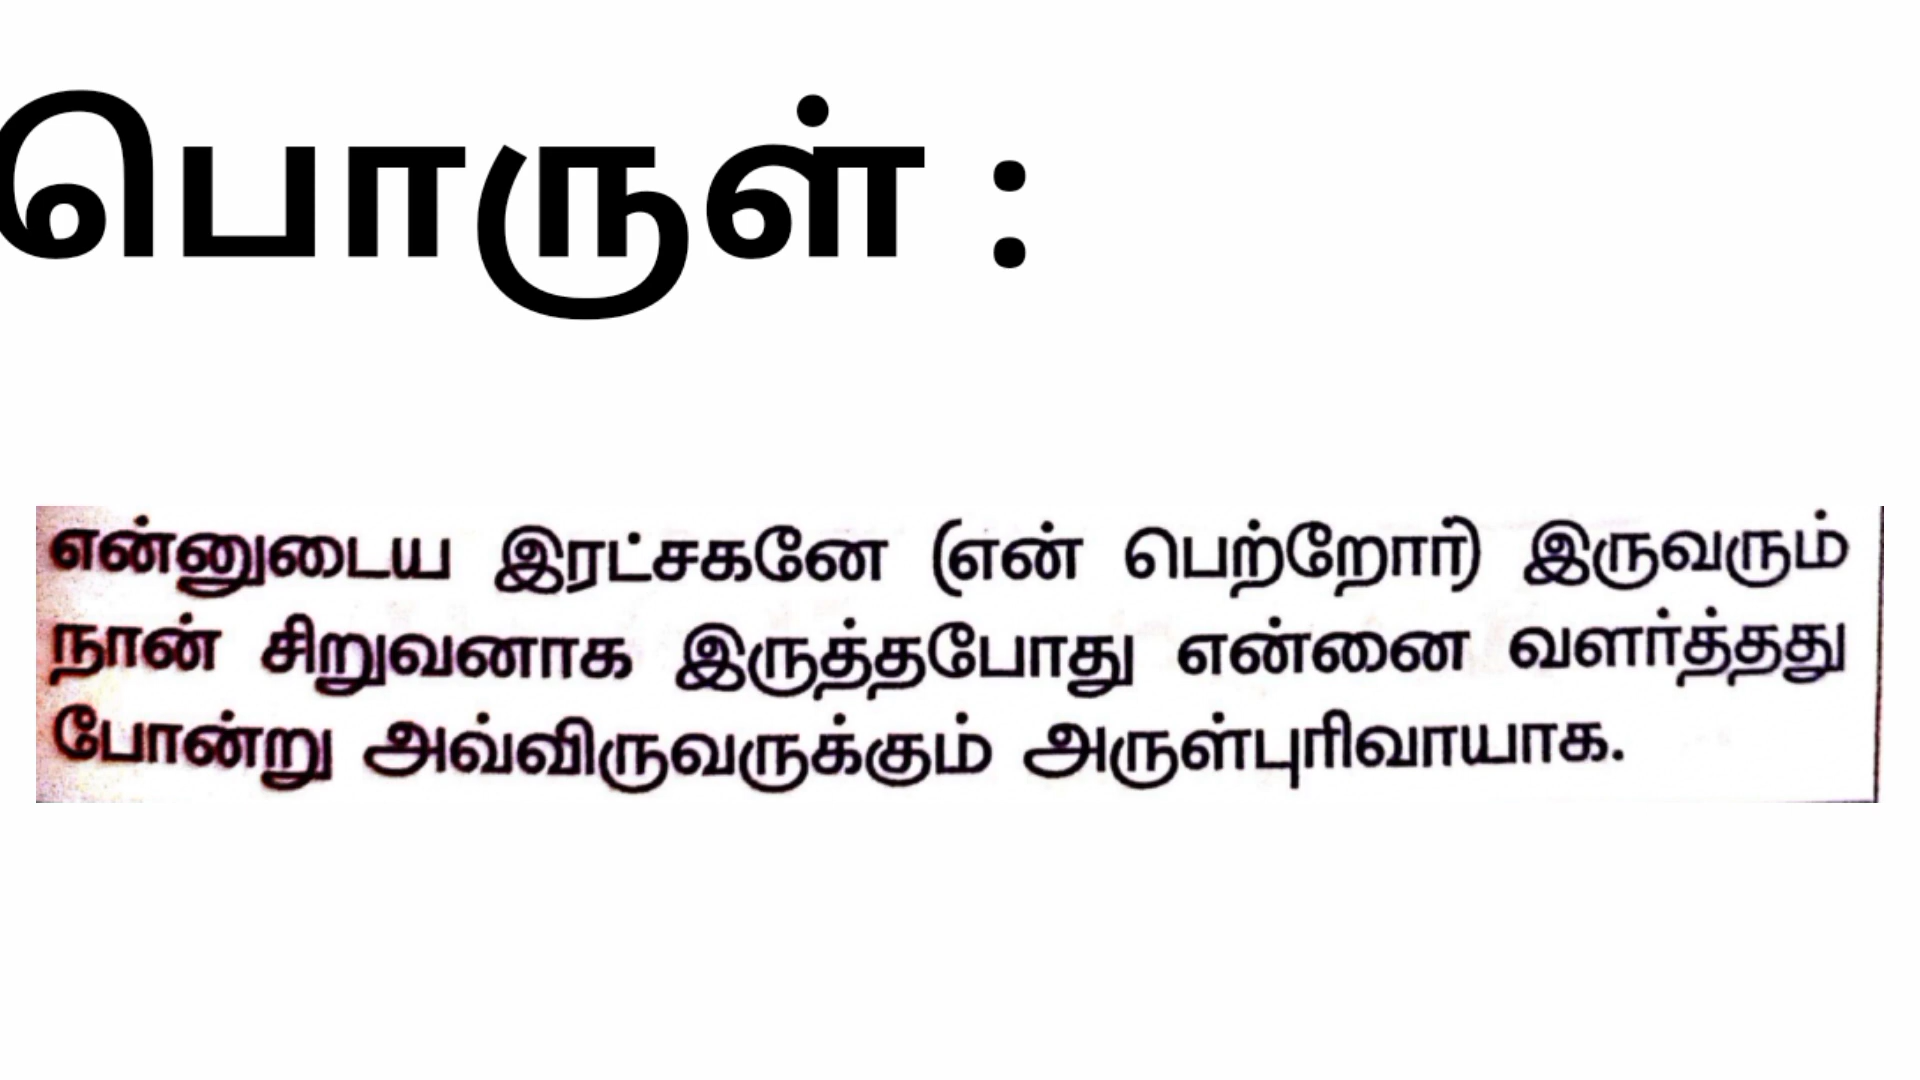 பொருள் :
என்னுடைய இரட்சகனே (என் பெற்றோர்) இருவரும்
நான் சிறுவனாக இருத்தபோது என்னை வளர்த்தது
போன்று அவ்விருவருக்கும் அருள்புரிவாயாக.